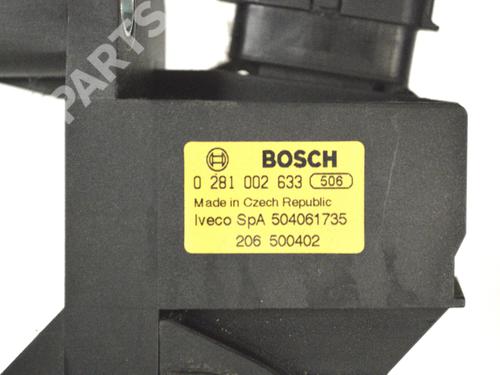 B-PARTS
BOSCH
0 281 002 633 506
Made in Czech Republic
Iveco SpA 504061735
206 500402